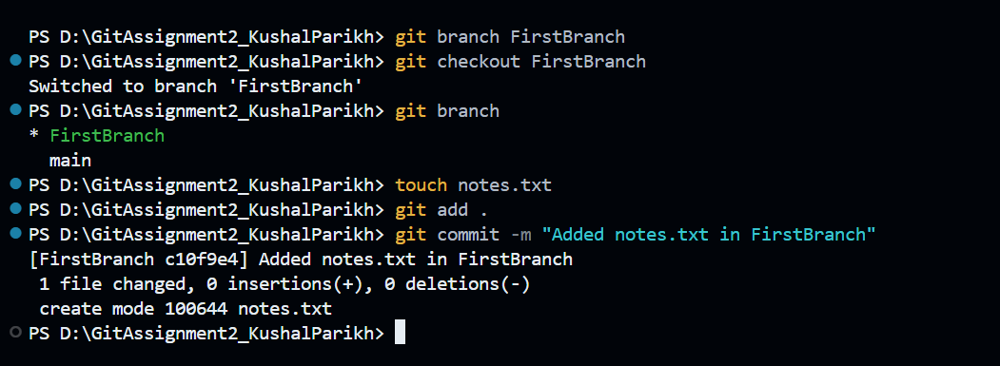 PS D:\GitAssignment2_KushalParikh> git branch FirstBranch
PS D:\GitAssignment2_KushalParikh> git checkout FirstBranch
Switched to branch 'FirstBranch'
PS D:\GitAssignment2_KushalParikh> git branch
* FirstBranch
  main
PS D:\GitAssignment2_KushalParikh> touch notes.txt
PS D:\GitAssignment2_KushalParikh> git add .
PS D:\GitAssignment2_KushalParikh> git commit -m "Added notes.txt in FirstBranch"
[FirstBranch c10f9e4] Added notes.txt in FirstBranch
 1 file changed, 0 insertions(+), 0 deletions(-)
 create mode 100644 notes.txt
PS D:\GitAssignment2_KushalParikh>